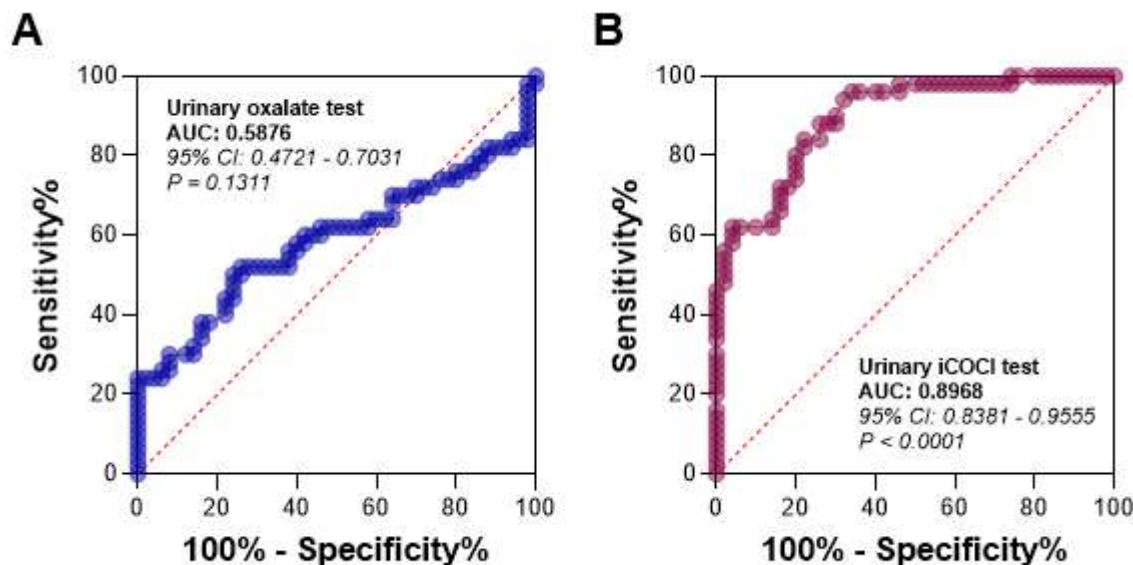 A
Urinary oxalate test
AUC: 0.5876
95% CI: 0.4721 - 0.7031
P = 0.1311
Sensitivity%
100
80
60
40
20
0
0 20 40 60 80 100
100% - Specificity%
B
Urinary iCOCI test
AUC: 0.8968
95% CI: 0.8381 - 0.9555
P < 0.0001
Sensitivity%
100
80
60
40
20
0
0 20 40 60 80 100
100% - Specificity%